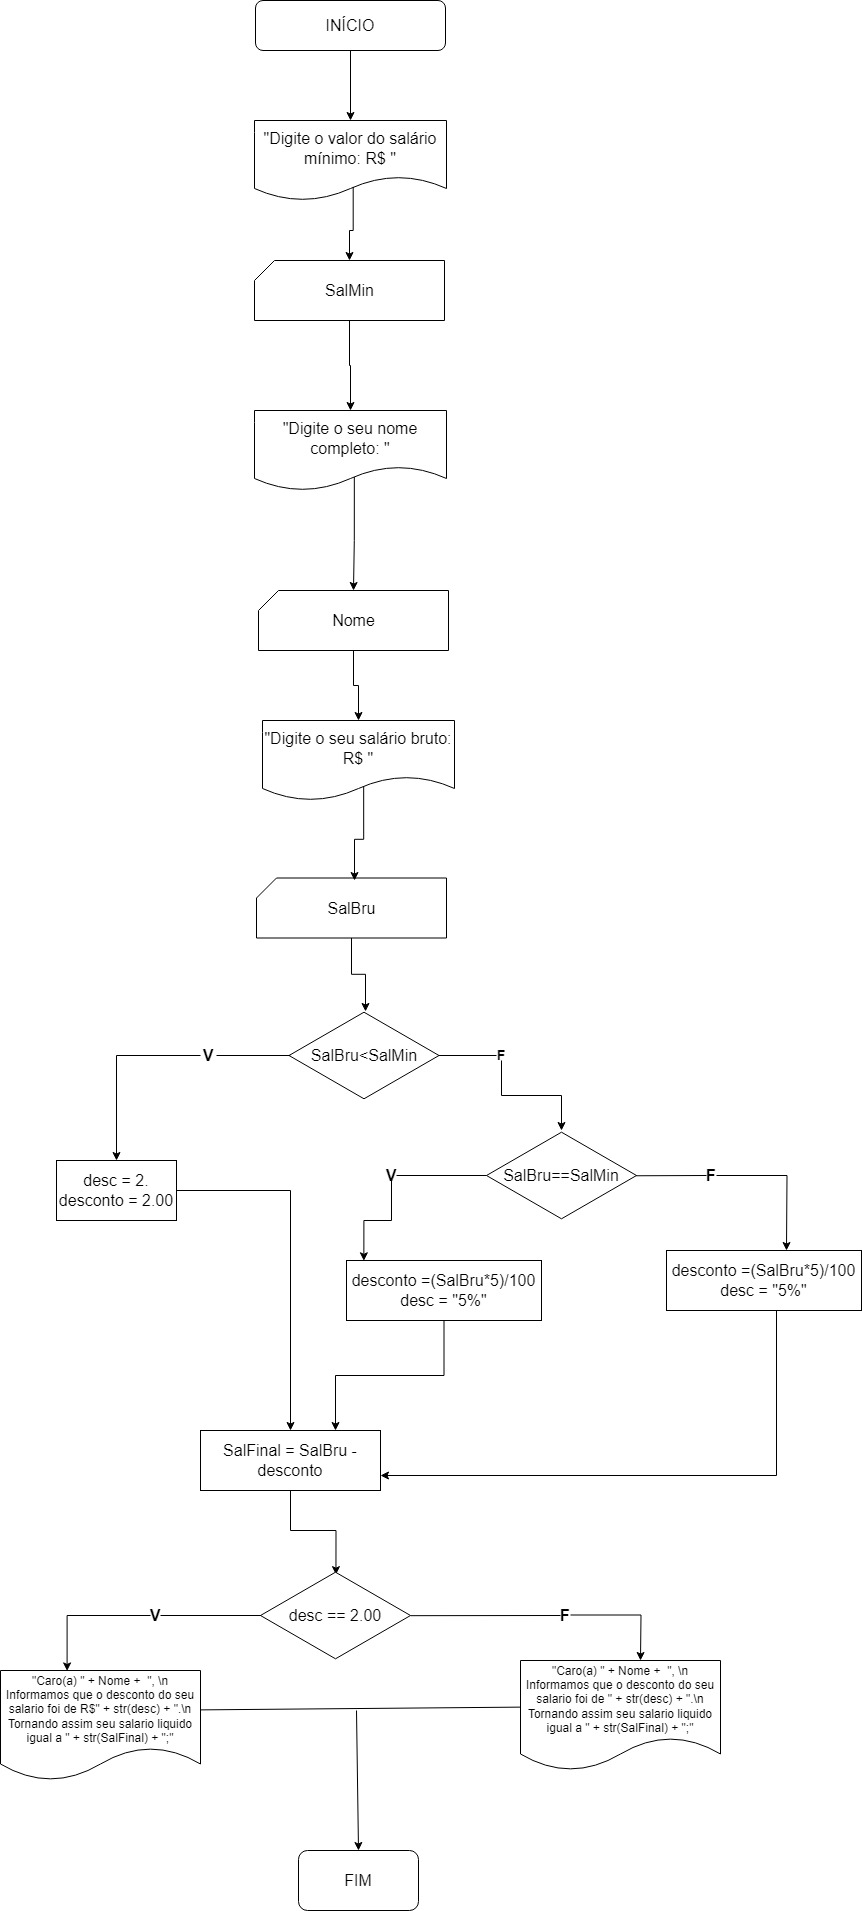 INÍCIO
"Digite o valor do salário
mínimo: R$ "
SalMin
"Digite o seu nome
completo: "
Nome
"Digite o seu salário bruto:
R$ "
SalBru
SalBru<SalMin
V
F
desc = 2.
desconto = 2.00
SalBru==SalMin
V
F
desconto =(SalBru*5)/100
desc = "5%"
desconto =(SalBru*5)/100
desc = "5%"
SalFinal = SalBru -
desconto
desc == 2.00
V
F
"Caro(a) " + Nome +  ", \n
Informamos que o desconto do seu
salario foi de R$" + str(desc) + ".\n
Tornando assim seu salario liquido
igual a " + str(SalFinal) + ";"
"Caro(a) " + Nome +  ", \n
Informamos que o desconto do seu
salario foi de " + str(desc) + ".\n
Tornando assim seu salario liquido
igual a " + str(SalFinal) + ";"
FIM